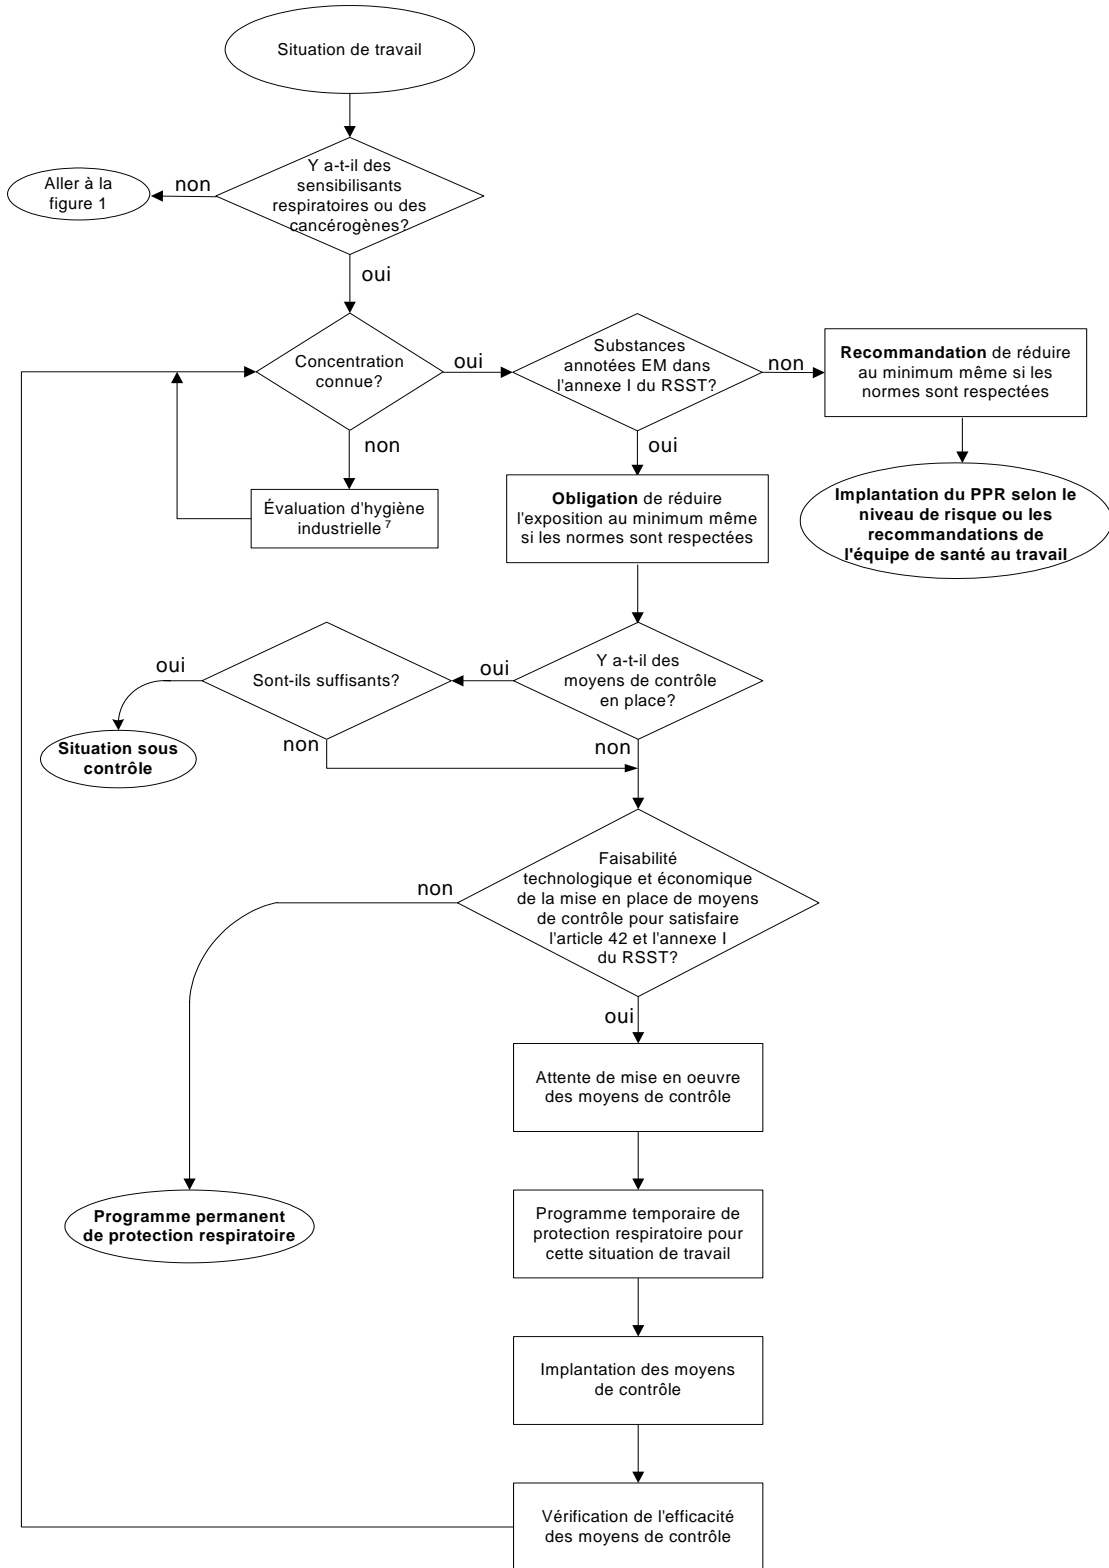 Situation de travail
Y a-t-il des
sensibilisants
respiratoires ou des
cancérogènes?
non
Aller à la
figure 1
oui
Concentration
connue?
oui
Substances
annotées EM dans
l'annexe I du RSST?
non
Recommandation de réduire
au minimum même si les
normes sont respectées
non
Évaluation d'hygiène
industrielle 7
oui
Obligation de réduire
l'exposition au minimum même
si les normes sont respectées
Implantation du PPR selon le
niveau de risque ou les
recommandations de
l'équipe de santé au travail
Y a-t-il des
moyens de contrôle
en place?
oui
Sont-ils suffisants?
oui
Situation sous
contrôle
non
non
Faisabilité
technologique et économique
de la mise en place de moyens
de contrôle pour satisfaire
l'article 42 et l'annexe I
du RSST?
non
oui
Attente de mise en oeuvre
des moyens de contrôle
Programme permanent
de protection respiratoire
Programme temporaire de
protection respiratoire pour
cette situation de travail
Implantation des moyens
de contrôle
Vérification de l'efficacité
des moyens de contrôle